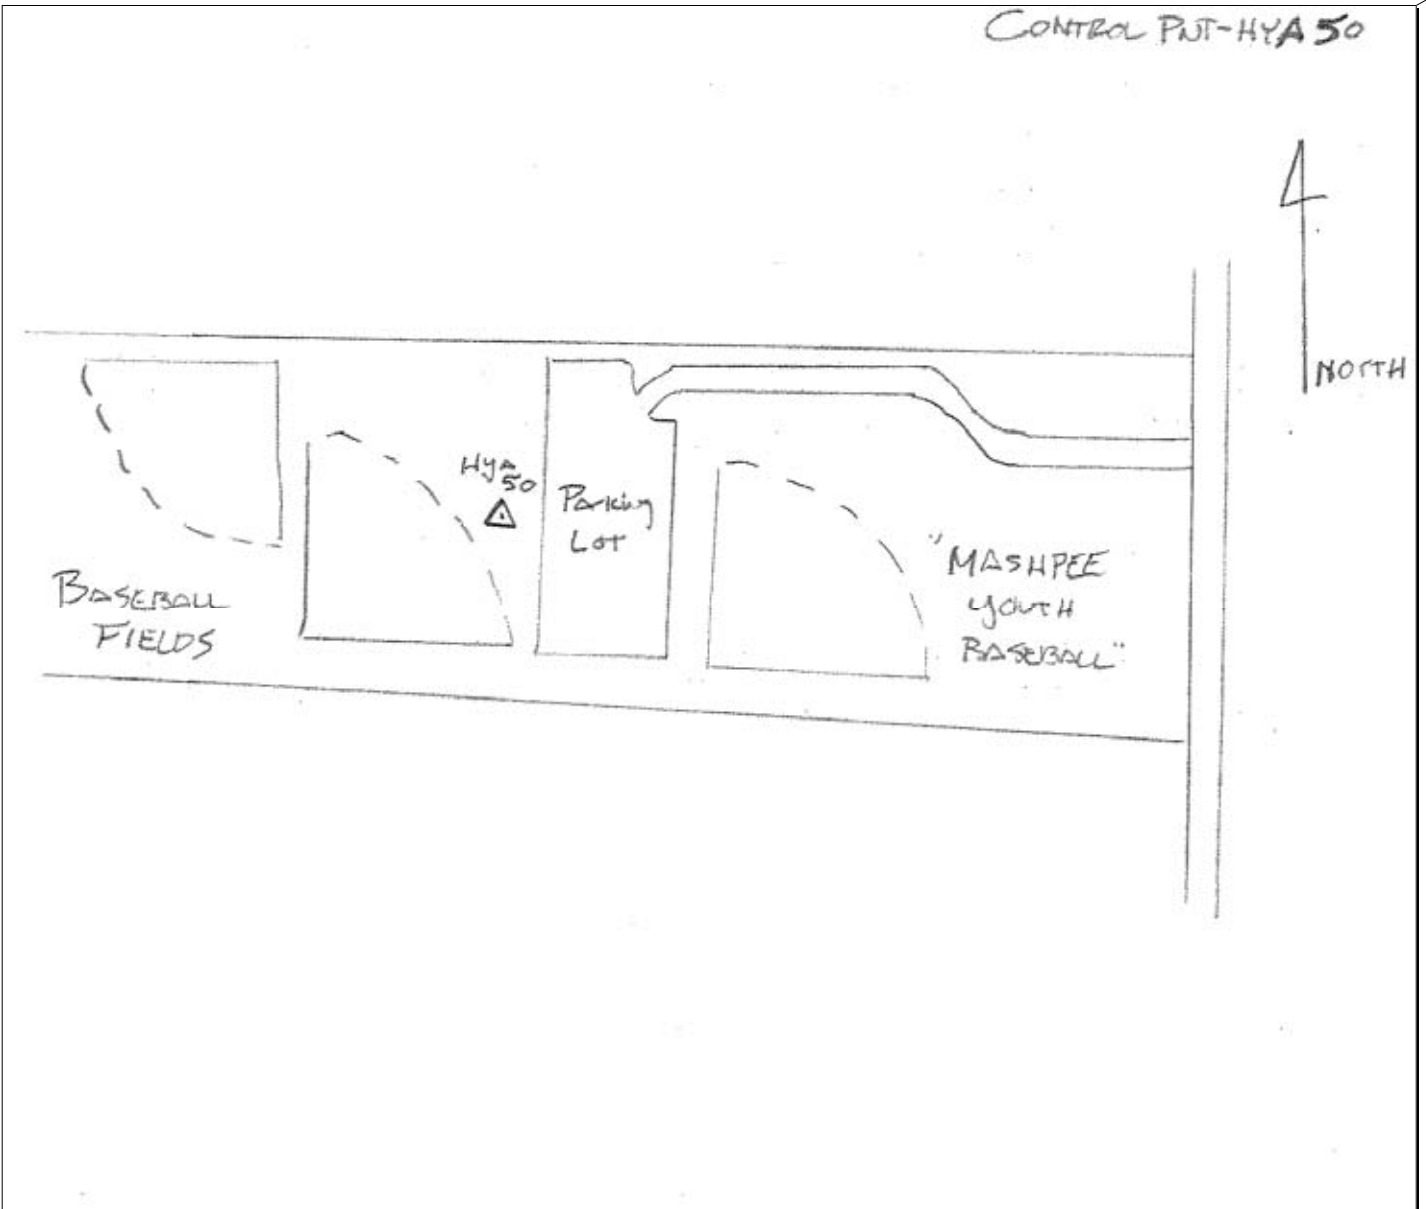 CONTROL PNT-HYA 50
NORTH
HYA
50
Parking
Lot
"MASHPEE
YOUTH
BASEBALL"
BASEBALL
FIELDS